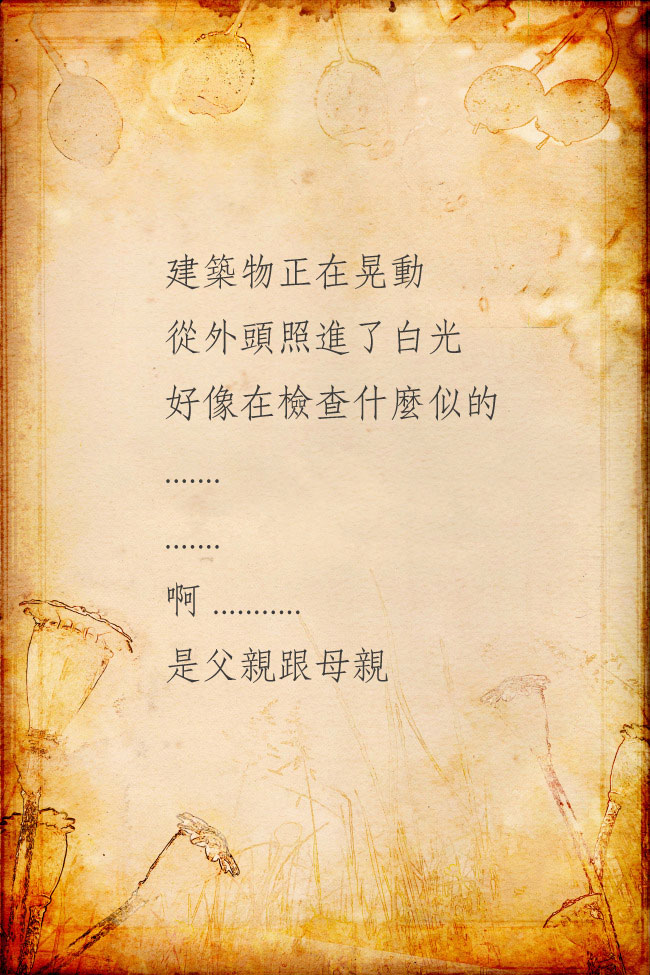 建築物正在晃動
從外頭照進了白光
好像在檢查什麼似的
.......
.......
啊 ...........
是父親跟母親